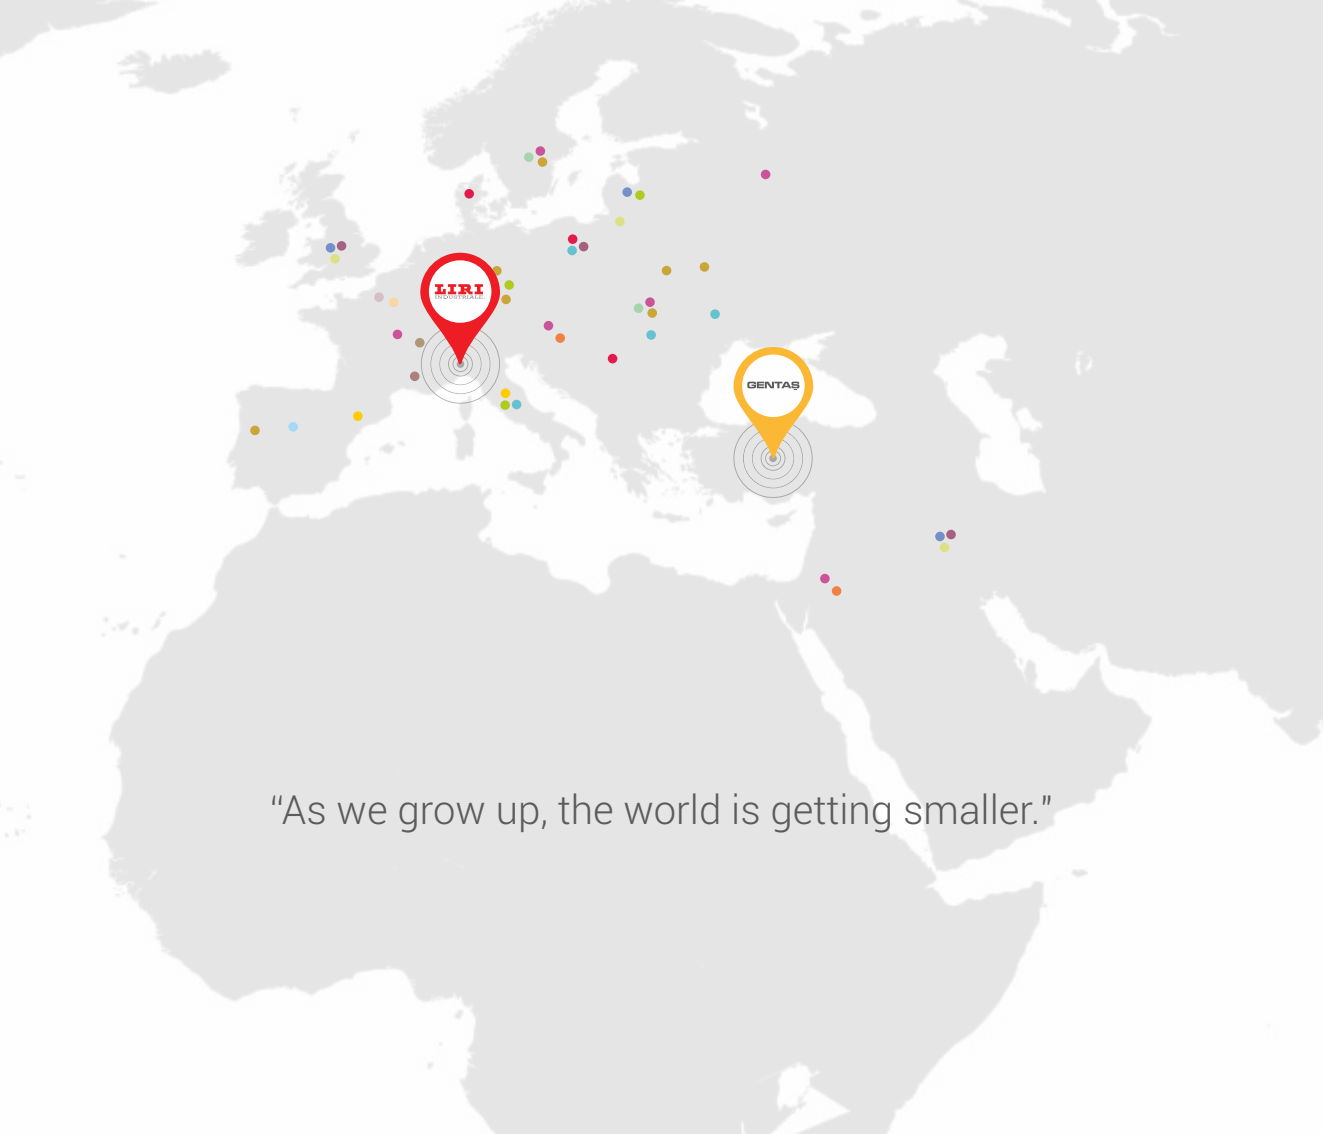 LIRI
INDUSTRIALE
GENTAŞ
“As we grow up, the world is getting smaller.”